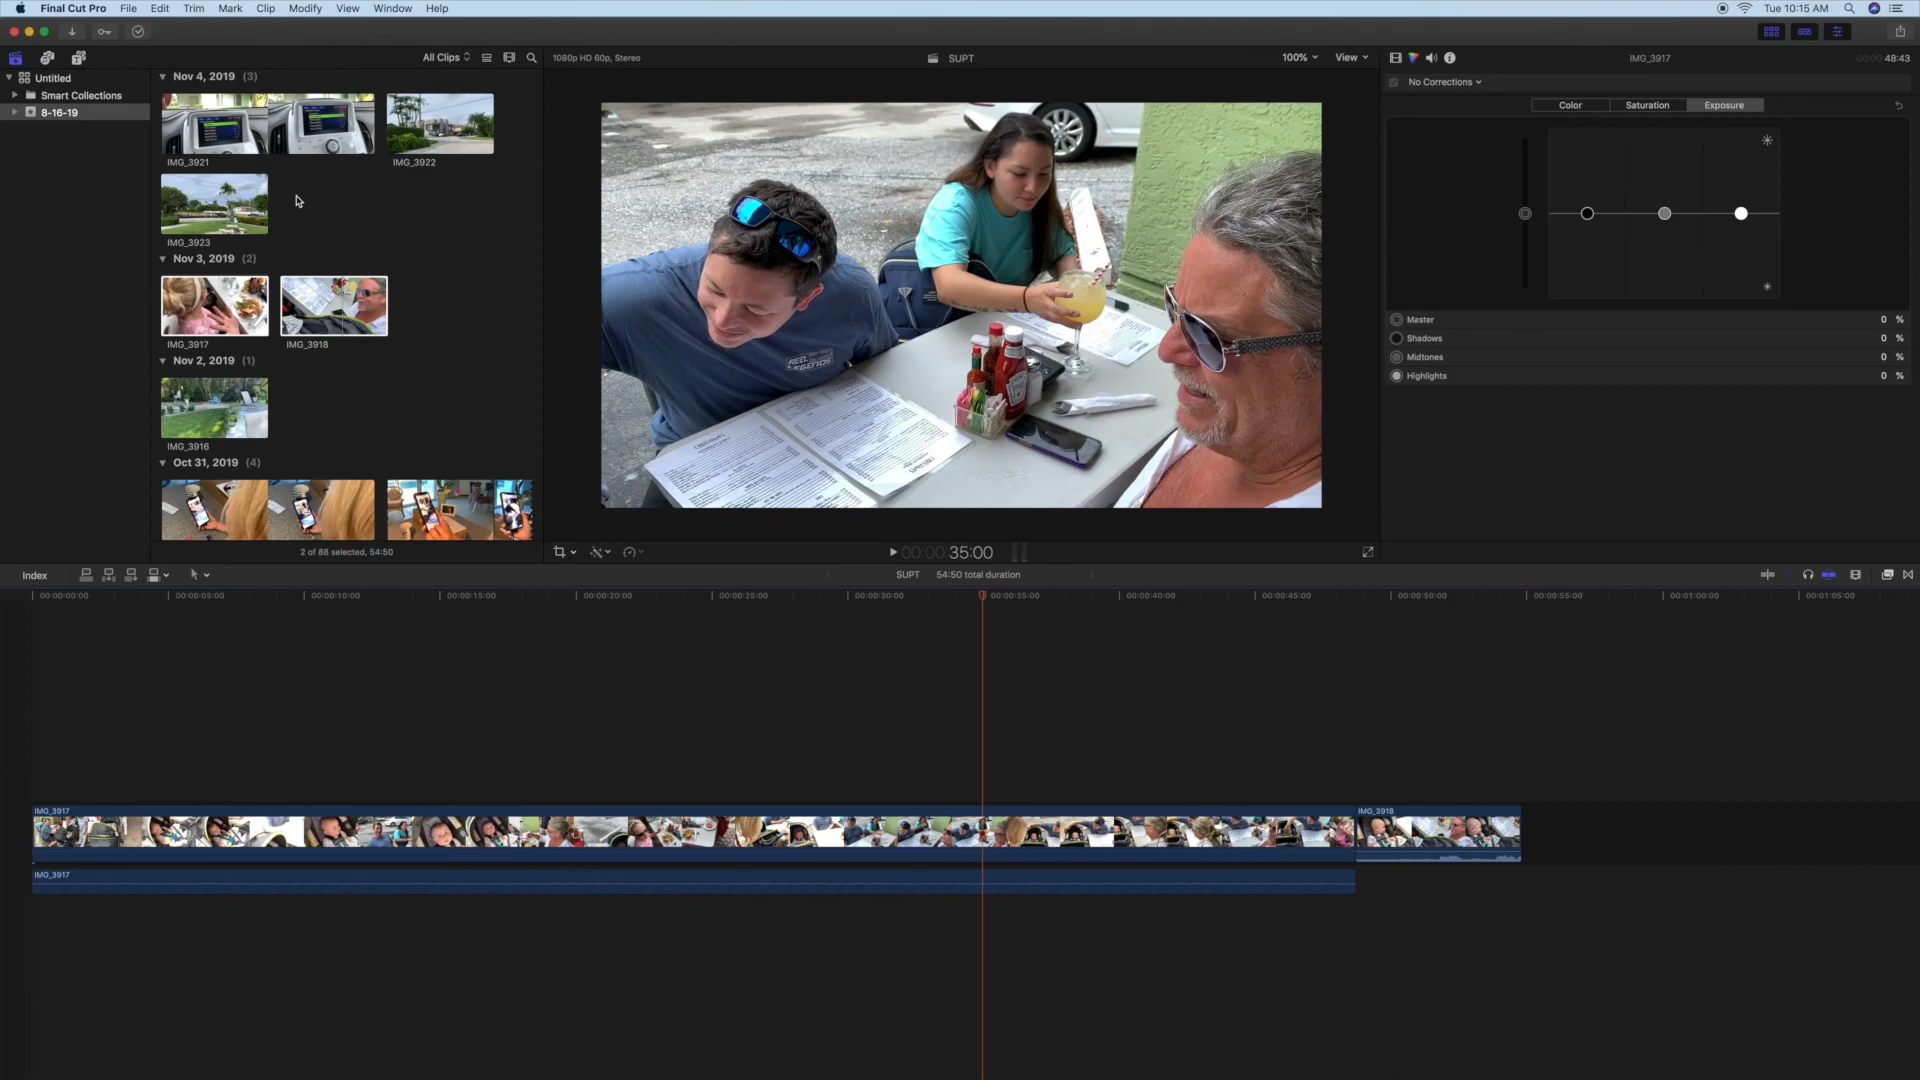 Final Cut Pro File Edit Trim Mark Clip Modify View Window Help
Tue 10:15 AM
All Clips
1080p HD 60p, Stereo
SUPT
100%
View
IMG_3917
00:00:48:43
Untitled
Smart Collections
8-16-19
Nov 4, 2019 (3)
IMG_3921
IMG_3922
IMG_3923
Nov 3, 2019 (2)
IMG_3917
IMG_3918
Nov 2, 2019 (1)
IMG_3916
Oct 31, 2019 (4)
2 of 88 selected, 54:50
REEL
LEGENDS
00:00:35:00
No Corrections
Color
Saturation
Exposure
Master 0 %
Shadows 0 %
Midtones 0 %
Highlights 0 %
Index
SUPT 54:50 total duration
00:00:00:00 00:00:05:00 00:00:10:00 00:00:15:00 00:00:20:00 00:00:25:00 00:00:30:00 00:00:35:00 00:00:40:00 00:00:45:00 00:00:50:00 00:00:55:00 00:01:00:00 00:01:05:00
IMG_3917
IMG_3918
IMG_3917